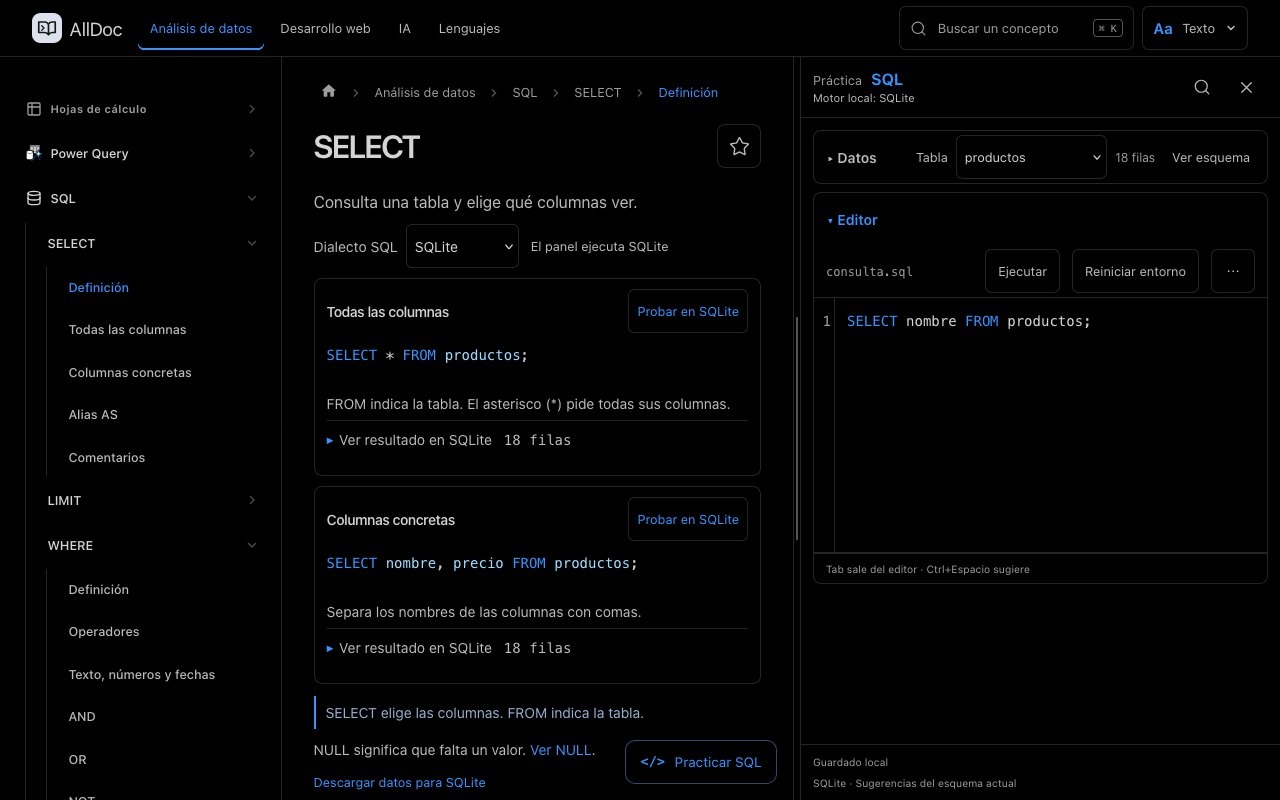 AllDoc
Análisis de datos
Desarrollo web
IA
Lenguajes
Buscar un concepto
⌘ K
Aa Texto
Hojas de cálculo
Power Query
SQL
SELECT
Definición
Todas las columnas
Columnas concretas
Alias AS
Comentarios
LIMIT
WHERE
Definición
Operadores
Texto, números y fechas
AND
OR
NOT
Análisis de datos
SQL
SELECT
Definición
SELECT
Consulta una tabla y elige qué columnas ver.
Dialecto SQL SQLite El panel ejecuta SQLite
Todas las columnas
Probar en SQLite
SELECT * FROM productos;
FROM indica la tabla. El asterisco (*) pide todas sus columnas.
Ver resultado en SQLite 18 filas
Columnas concretas
Probar en SQLite
SELECT nombre, precio FROM productos;
Separa los nombres de las columnas con comas.
Ver resultado en SQLite 18 filas
SELECT elige las columnas. FROM indica la tabla.
NULL significa que falta un valor. Ver NULL.
</> Practicar SQL
Descargar datos para SQLite
Práctica SQL
Motor local: SQLite
Datos
Tabla productos 18 filas Ver esquema
Editor
consulta.sql
Ejecutar
Reiniciar entorno
···
1 SELECT nombre FROM productos;
Tab sale del editor · Ctrl+Espacio sugiere
Guardado local
SQLite · Sugerencias del esquema actual